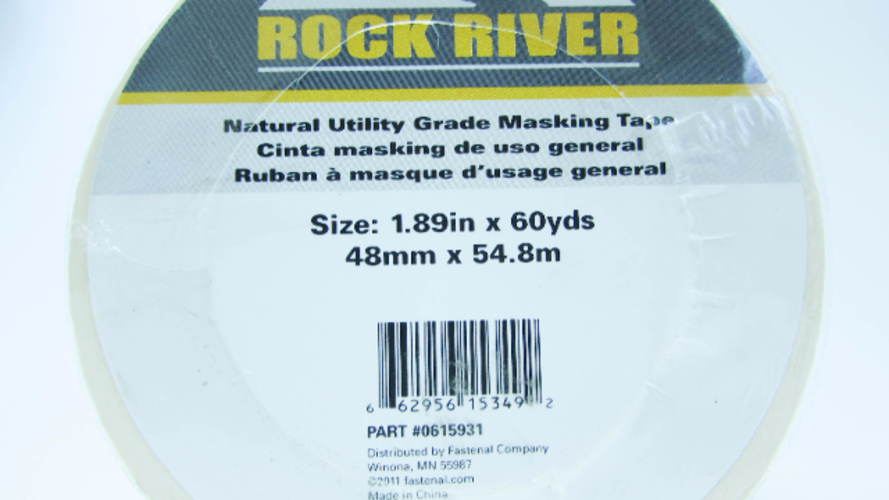 ROCK RIVER
Natural Utility Grade Masking Tape
Cinta masking de uso general
Ruban à masque d'usage general
Size: 1.89in x 60yds
48mm x 54.8m
6 62956 15349 2
PART #0615931
Distributed by Fastenal Company
Winona, MN 55987
©2011 fastenal.com
Made in China